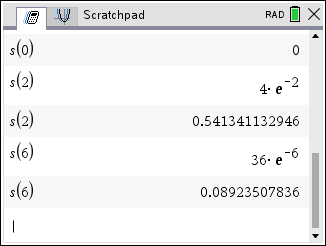 Scratchpad RAD
s(0) 0
s(2) 4·e⁻²
s(2) 0.541341132946
s(6) 36·e⁻⁶
s(6) 0.08923507836